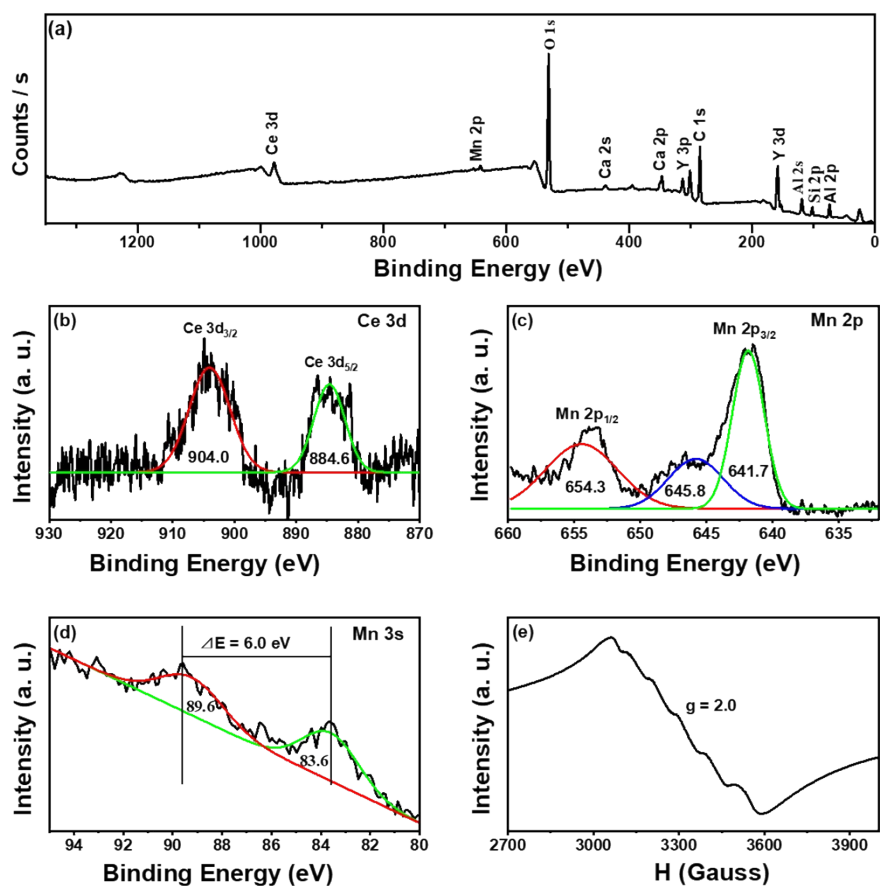 (a)
Counts / s
Ce 3d
Mn 2p
O 1s
Ca 2s
Ca 2p
Y 3p
C 1s
Y 3d
Al 2s
Si 2p
Al 2p
1200 1000 800 600 400 200 0
Binding Energy (eV)
(b) Ce 3d
Intensity (a. u.)
Ce 3d3/2
Ce 3d5/2
904.0 884.6
930 920 910 900 890 880 870
Binding Energy (eV)
(c) Mn 2p
Intensity (a. u.)
Mn 2p3/2
Mn 2p1/2
654.3 645.8 641.7
660 655 650 645 640 635
Binding Energy (eV)
(d) Mn 3s
Intensity (a. u.)
⊿E = 6.0 eV
89.6
83.6
94 92 90 88 86 84 82 80
Binding Energy (eV)
(e)
Intensity (a. u.)
g = 2.0
2700 3000 3300 3600 3900
H (Gauss)